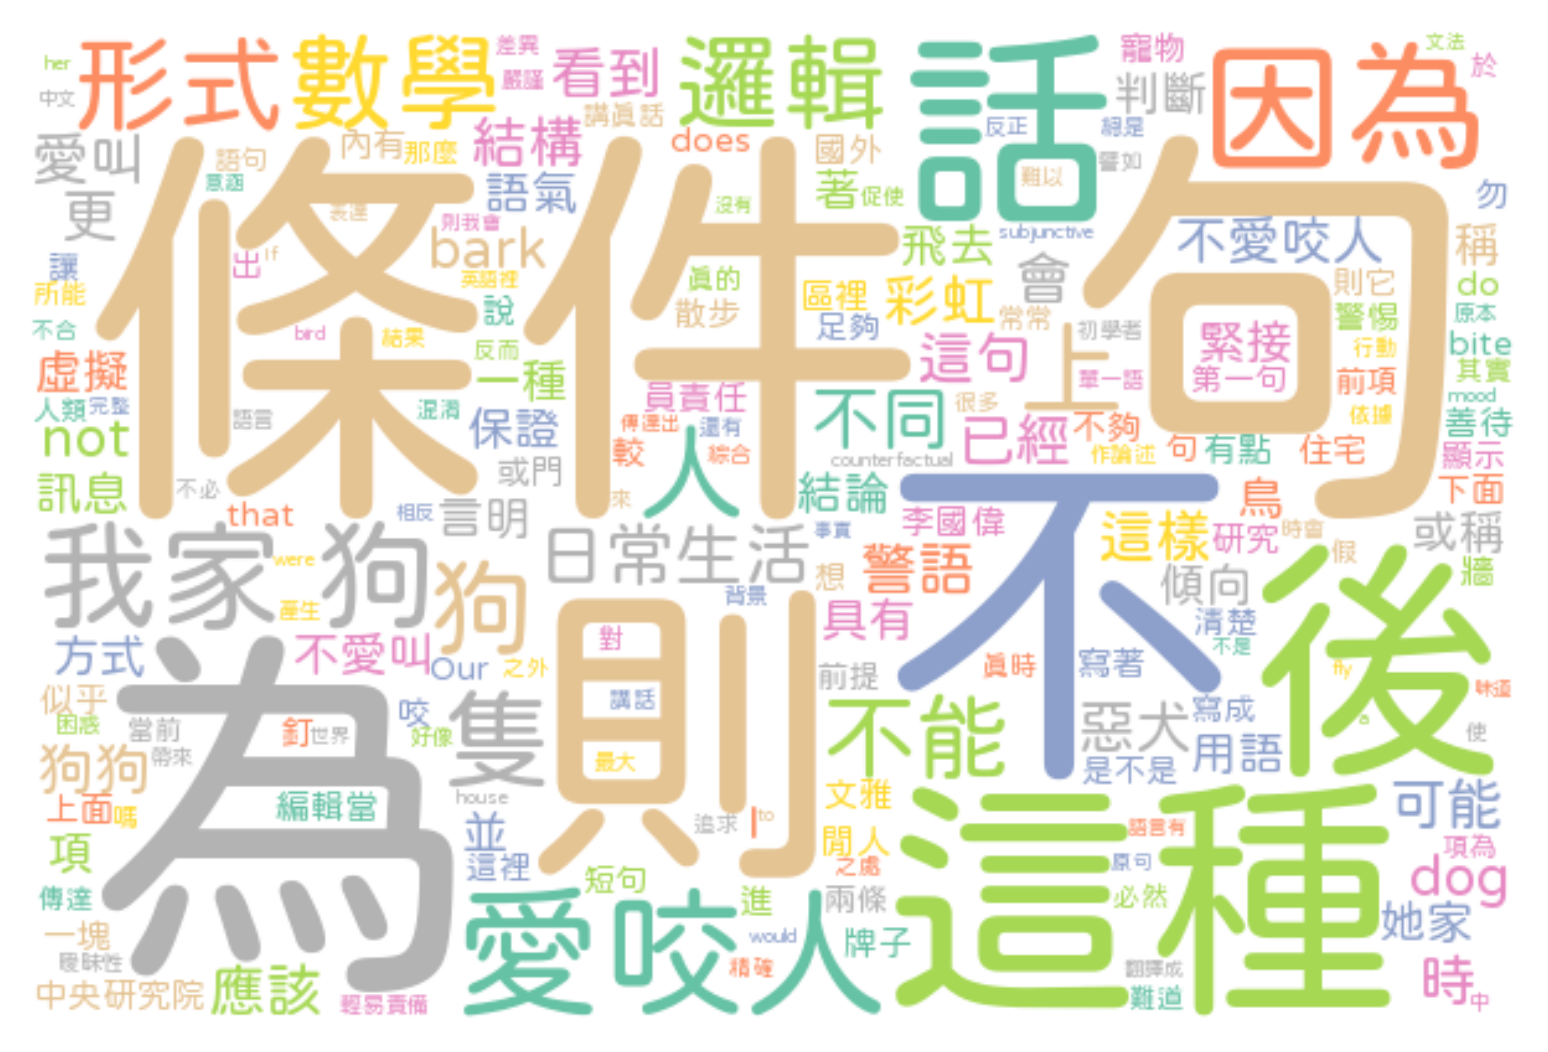 her
形式
數學
差異
嚴謹
看到
邏輯
話
寵物
文法
於
中文
判斷
因為
講真話
愛叫
語句
內有
那麼
結構
does
國外
反正
總是
譬如
意涵
語氣
著
促使
難以
勿
更
表達
則我會
沒有
bark
飛去
subjunctive
不愛咬人
稱
條件句
讓
出
If
英語裡
真的
區裡
彩虹
會
則它
do
所能
說
散步
足夠
常常
初學者
警惕
原本
不合
bird
結果
反而
這句
上
緊接
行動
bite
虛擬
一種
員責任
不同
很多
單一語
第一句
前項
其實
mood
人類
完整
語言
混淆
保證
傳達出
還有
已經
不夠
依據
善待
not
較
人
綜合
counterfactual
作論述
句
有點
住宅
顯示
訊息
不必
或門
來
結論
不
鳥
下面
that
相反
言明
事實
李國偉
這樣
研究
時會
或稱
我家狗
were
日常生活
想
警語
傾向
假
牆
產生
狗
背景
具有
後
清楚
方式
不愛叫
Our
之外
則
對
前提
真時
寫著
不是
fly
味道
似乎
為
咬
隻
講話
不能
惡犬
寫成
a
使
困惑
當前
釘
世界
好像
狗狗
帶來
最大
是不是
用語
上面
嗎
編輯當
house
文雅
這種
可能
並
追求
I
to
閒人
語言有
項
這裡
之處
原句
項為
傳達
短句
進
兩條
必然
dog
愛咬人
一塊
would
牌子
她家
曖昧性
精確
翻譯成
時
中央研究院
應該
輕易責備
難道
中